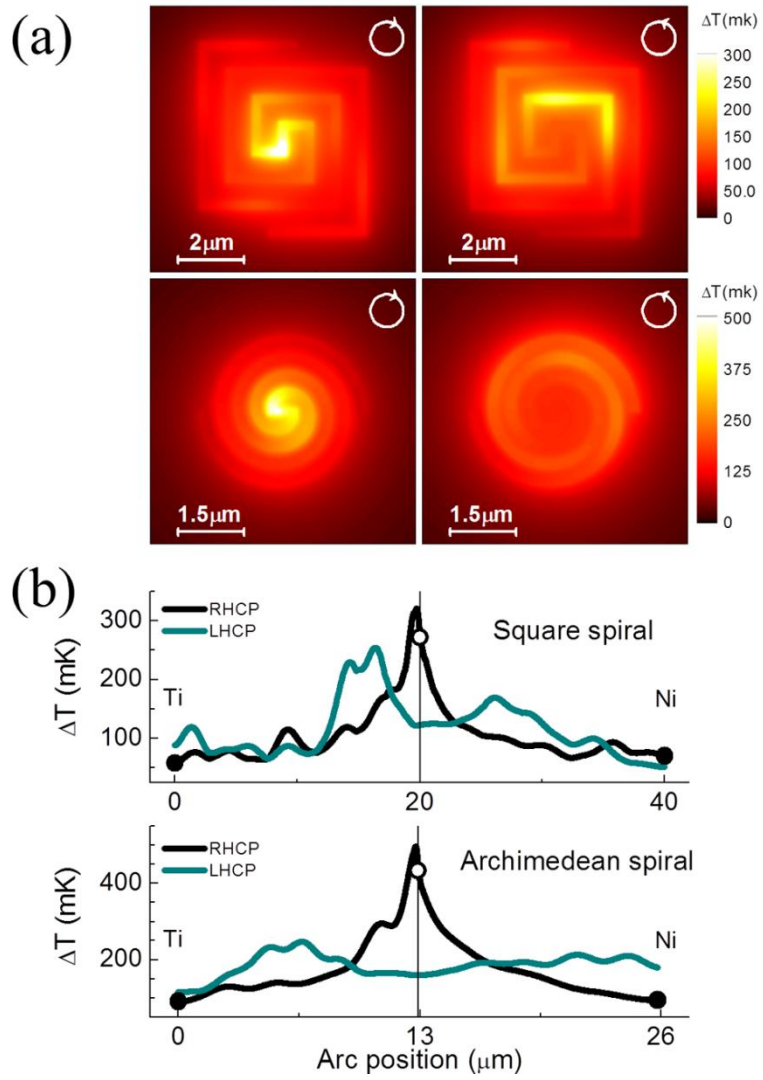 (a)
ΔT(mk)
300
250
200
150
100
50.0
0
2μm
2μm
ΔT(mk)
500
375
250
125
0
1.5μm
1.5μm
(b)
RHCP
LHCP
Square spiral
ΔT (mK)
300
200
100
Ti
Ni
0
20
40
RHCP
LHCP
Archimedean spiral
ΔT (mK)
400
200
Ti
Ni
0
13
26
Arc position (μm)